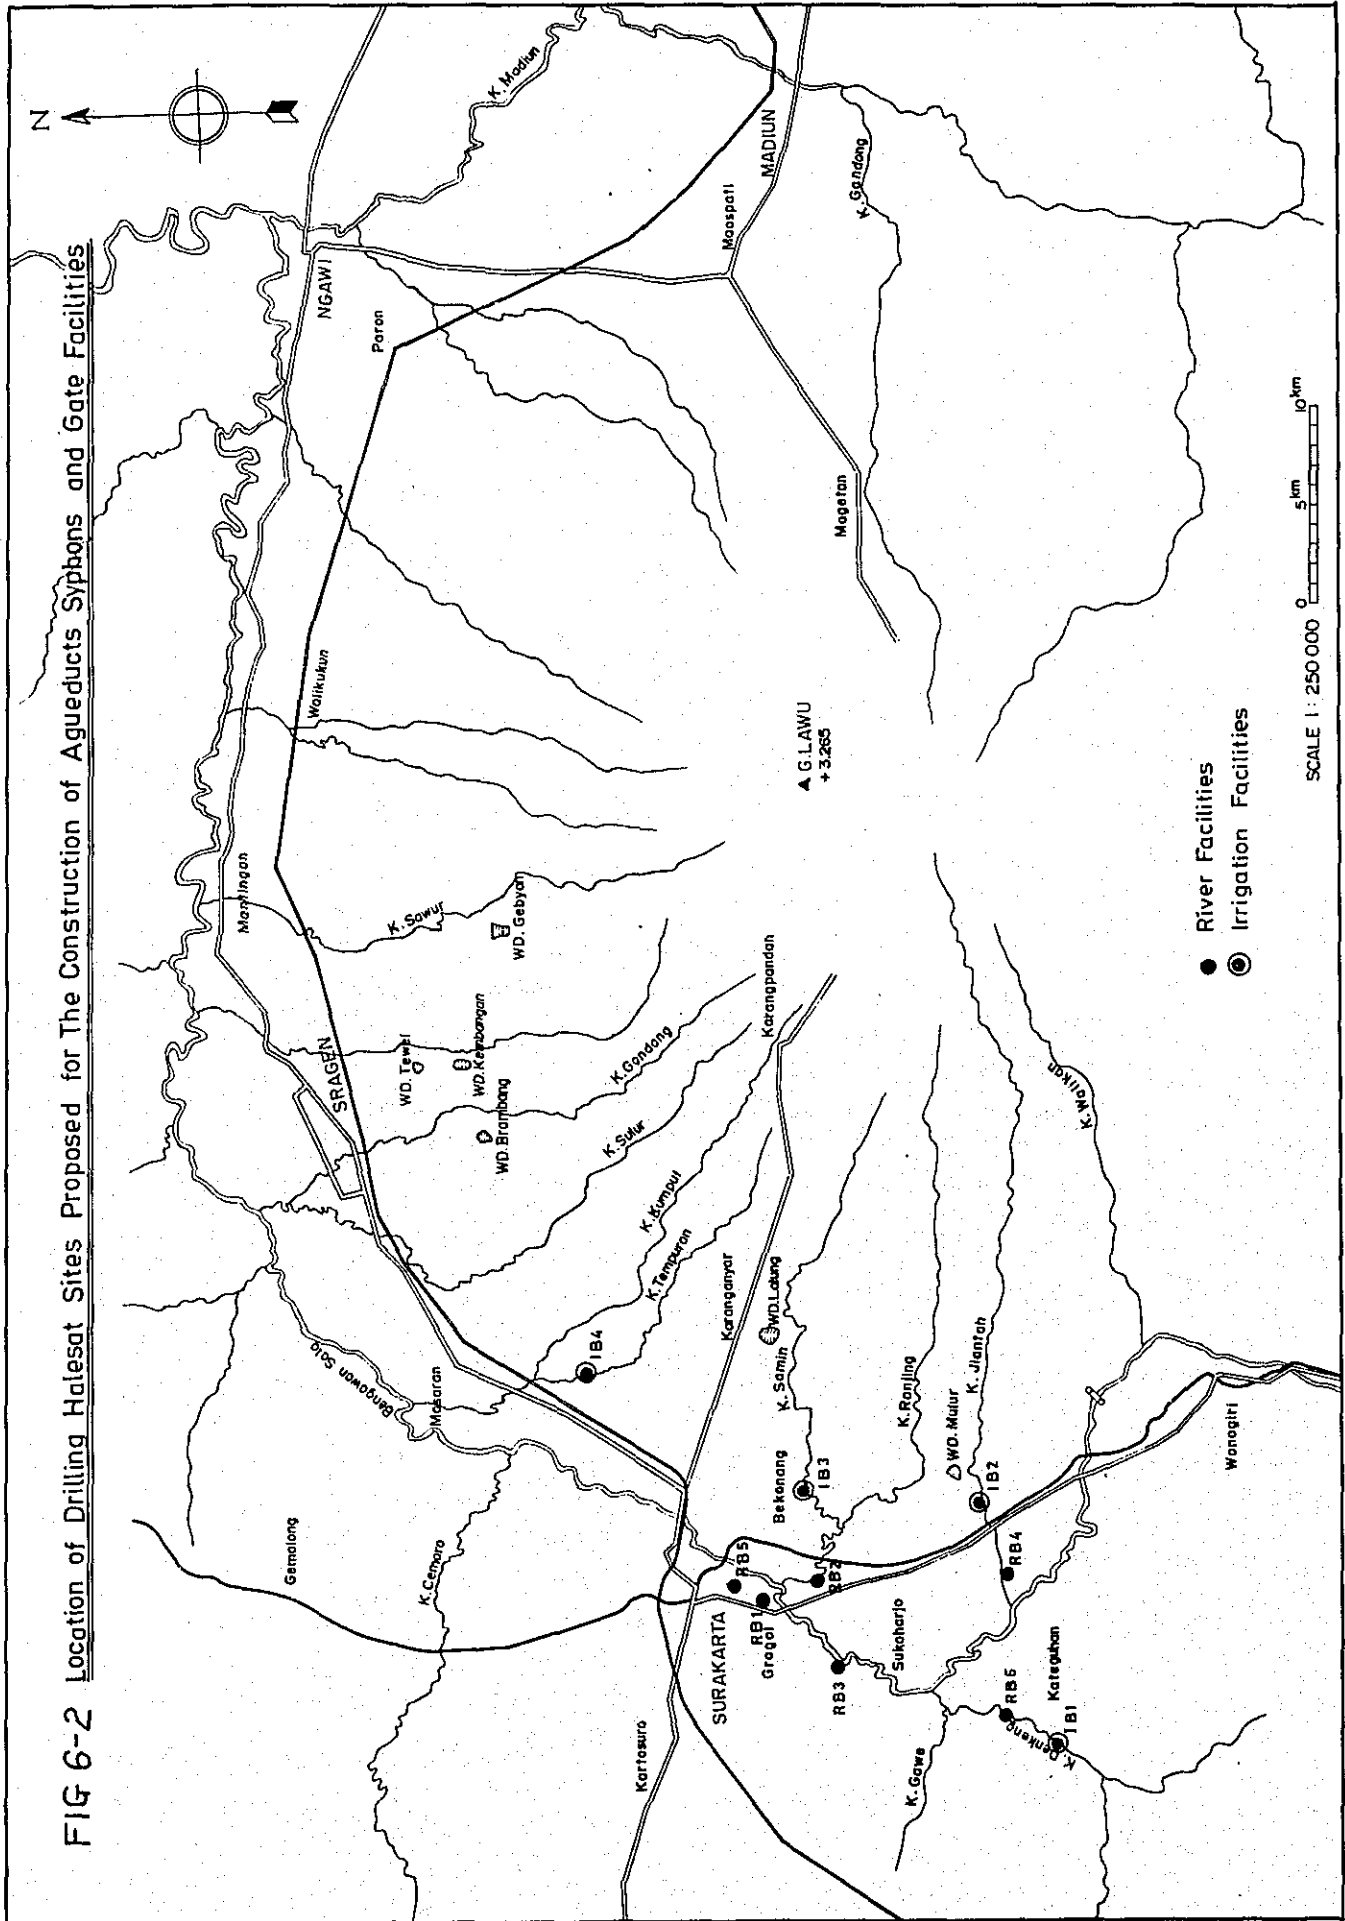 FIG 6-2 Location of Drilling Halesat Sites Proposed for The Construction of Agueducts Syphons and Gate Facilities
N
K. Madiun
NGAWI
Paron
MADIUN
Maospati
K. Gandong
Magetan
Walikukun
Mantingan
K. Sawur
WD. Gebyan
G. LAWU
+3.265
SRAGEN
WD. Tewel
WD. Kembangan
WD. Brambang
K. Gondang
K. Sulur
K. Kumpul
K. Tempuran
Karangpandan
Karanganyar
K. Walikan
Bengawan Solo
Masaran
IB4
WD. Lalung
K. Samin
K. Ranjing
K. Jlantah
WD. Mulur
Bekonang
IB3
IB2
Wonogiri
Gemolong
K. Cemoro
RB5
RB2
RB4
SURAKARTA
RB1
Grogol
RB3
Sukoharjo
Kateguhan
RB6
IB1
K. Denkeng
K. Gawe
Kartosuro
River Facilities
Irrigation Facilities
SCALE 1 : 250 000
0 5km 10km